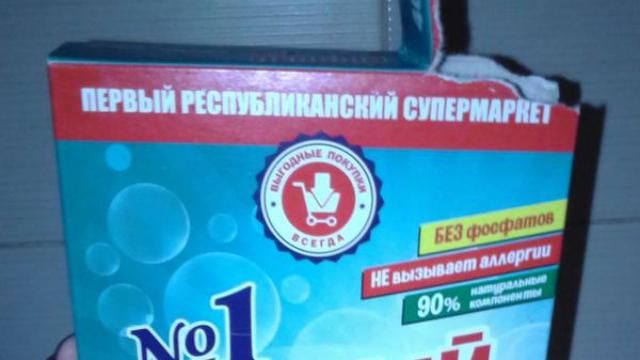 ПЕРВЫЙ РЕСПУБЛИКАНСКИЙ СУПЕРМАРКЕТ
ВЫГОДНЫЕ ПОКУПКИ
ВСЕГДА
БЕЗ фосфатов
НЕ вызывает аллергии
90% натуральные
компоненты
№1